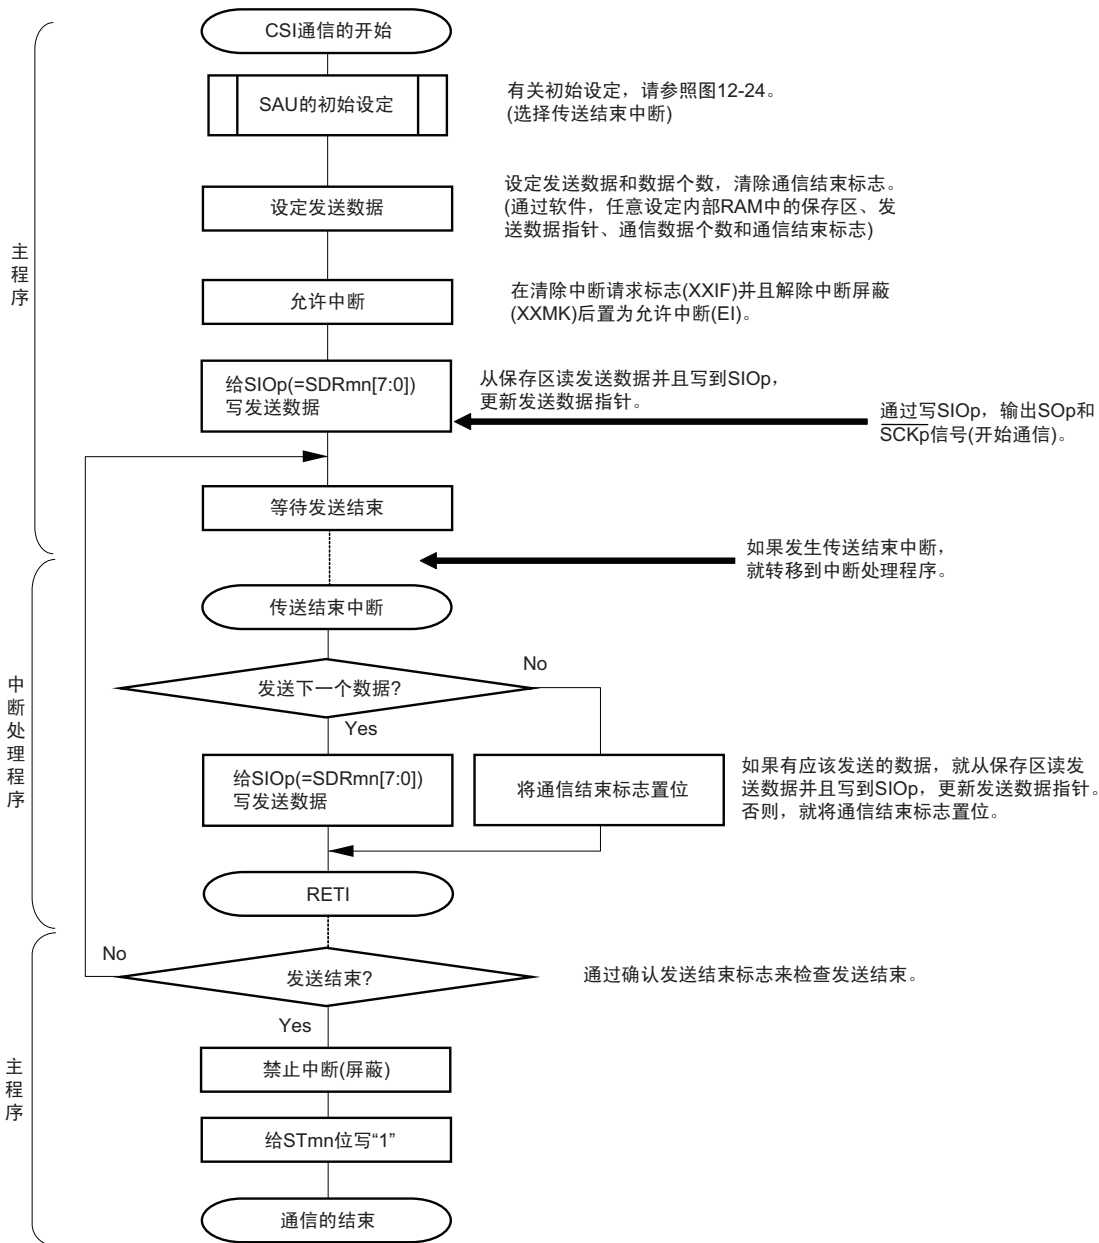 CSI通信的开始
SAU的初始设定
有关初始设定，请参照图12-24。
(选择传送结束中断)
设定发送数据
设定发送数据和数据个数，清除通信结束标志。
(通过软件，任意设定内部RAM中的保存区、发
送数据指针、通信数据个数和通信结束标志)
主程序
允许中断
在清除中断请求标志(XXIF)并且解除中断屏蔽
(XXMK)后置为允许中断(EI)。
给SIOp(=SDRmn[7:0])
写发送数据
从保存区读发送数据并且写到SIOp，
更新发送数据指针。
通过写SIOp，输出SOp和
SCKp信号(开始通信)。
等待发送结束
如果发生传送结束中断，
就转移到中断处理程序。
传送结束中断
中断处理程序
发送下一个数据?
No
Yes
给SIOp(=SDRmn[7:0])
写发送数据
将通信结束标志置位
如果有应该发送的数据，就从保存区读发
送数据并且写到SIOp，更新发送数据指针。
否则，就将通信结束标志置位。
RETI
No
发送结束?
通过确认发送结束标志来检查发送结束。
Yes
主程序
禁止中断(屏蔽)
给STmn位写“1”
通信的结束